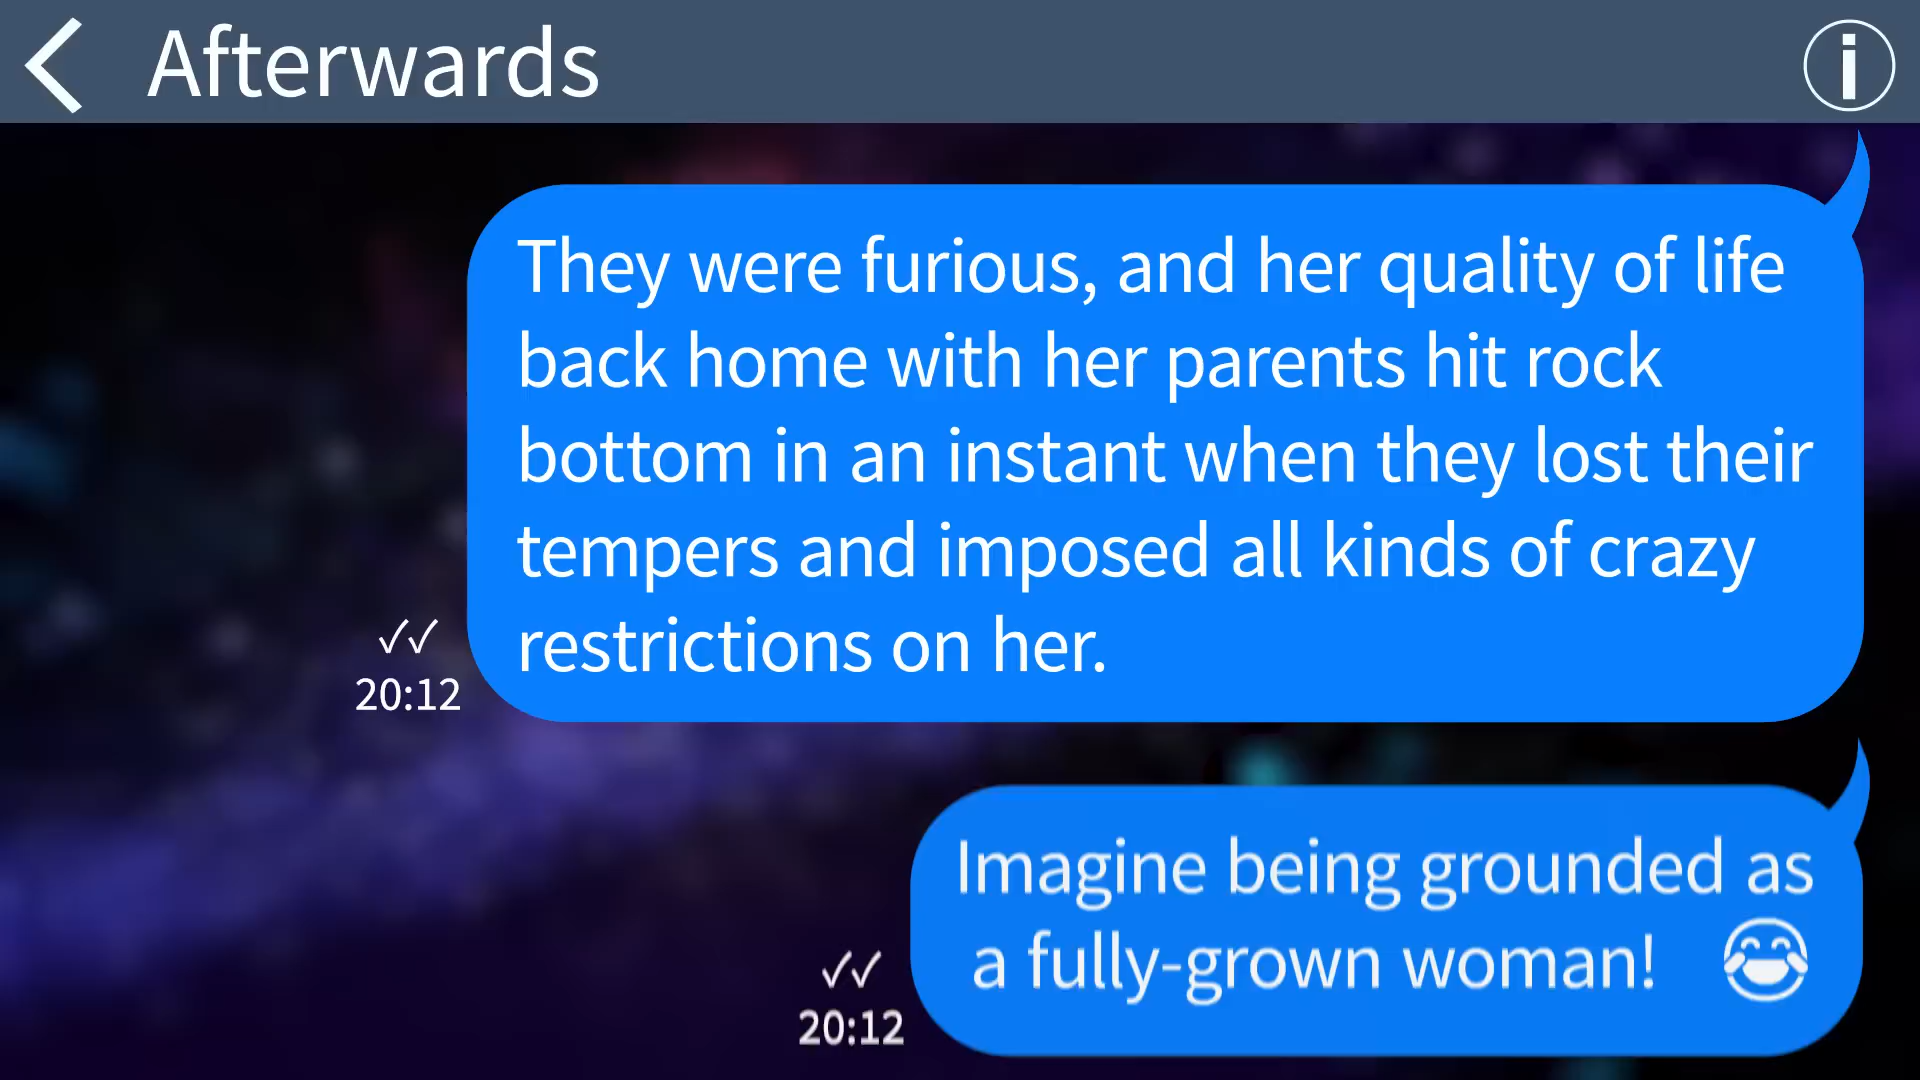 Afterwards
They were furious, and her quality of life
back home with her parents hit rock
bottom in an instant when they lost their
tempers and imposed all kinds of crazy
restrictions on her.
✓✓
20:12
Imagine being grounded as
a fully-grown woman! 😂
✓✓
20:12